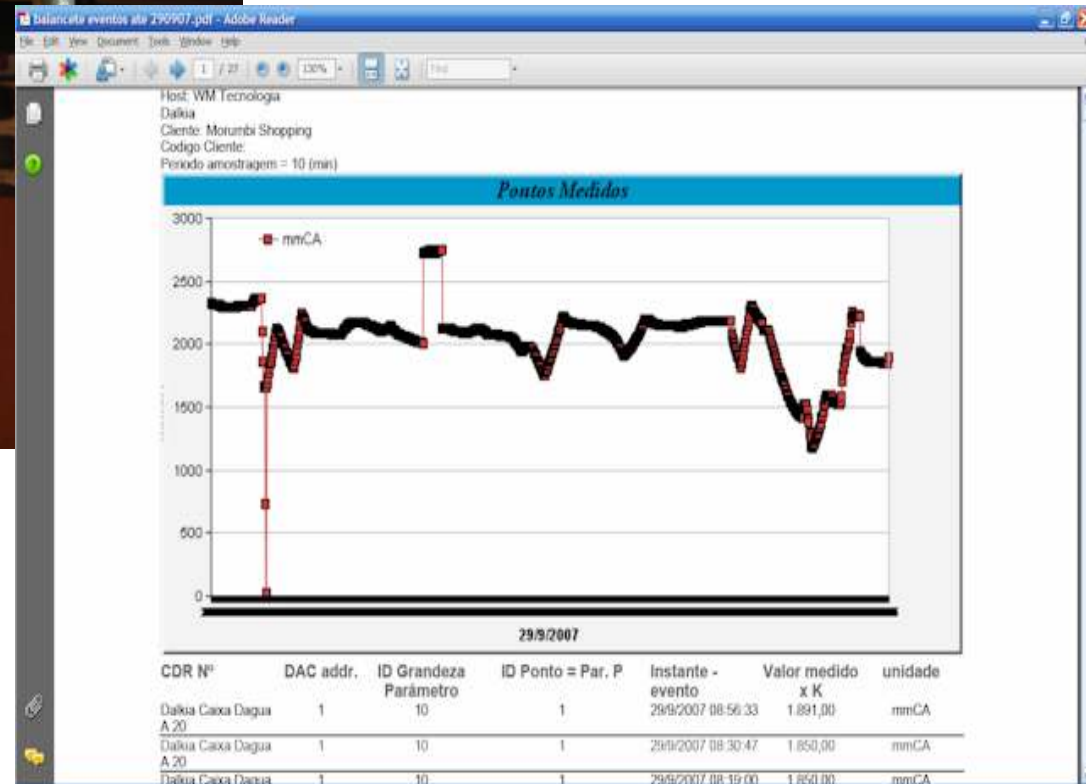 balancete eventos ate 290907.pdf - Adobe Reader
File Edit View Document Tools Window Help
1 / 27 130% Find
Host: WM Tecnologia
Dalkia
Cliente: Morumbi Shopping
Codigo Cliente:
Periodo amostragem = 10 (min)
Pontos Medidos
3000
mmCA
2500
2000
1500
1000
500
0
29/9/2007
CDR Nº DAC addr. ID Grandeza ID Ponto = Par. P Instante - Valor medido unidade
Parâmetro evento x K
Dalkia Caixa Dagua 1 10 1 29/9/2007 08:56:33 1.891,00 mmCA
A 20
Dalkia Caixa Dagua 1 10 1 29/9/2007 08:30:47 1.850,00 mmCA
A 20
Dalkia Caixa Dagua 1 10 1 29/9/2007 08:19:00 1.850,00 mmCA